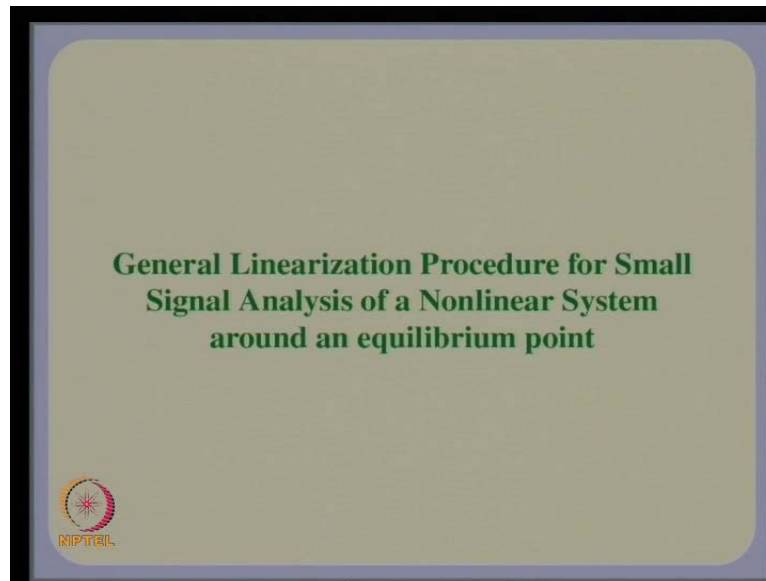 General Linearization Procedure for Small
Signal Analysis of a Nonlinear System
around an equilibrium point
NPTEL